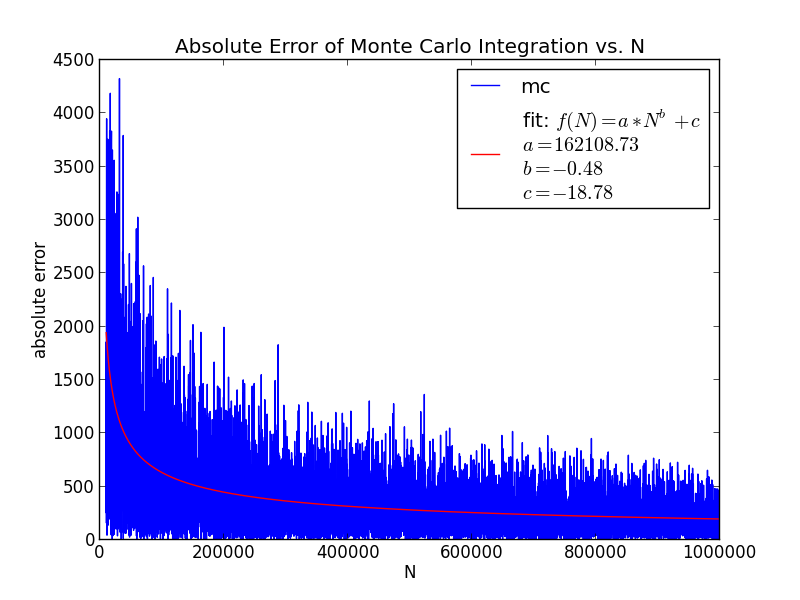 Absolute Error of Monte Carlo Integration vs. N
4500
4000
3500
3000
2500
2000
1500
1000
500
0
absolute error
mc
fit: f(N)=a∗N^b +c
a=162108.73
b=−0.48
c=−18.78
0 200000 400000 600000 800000 1000000
N